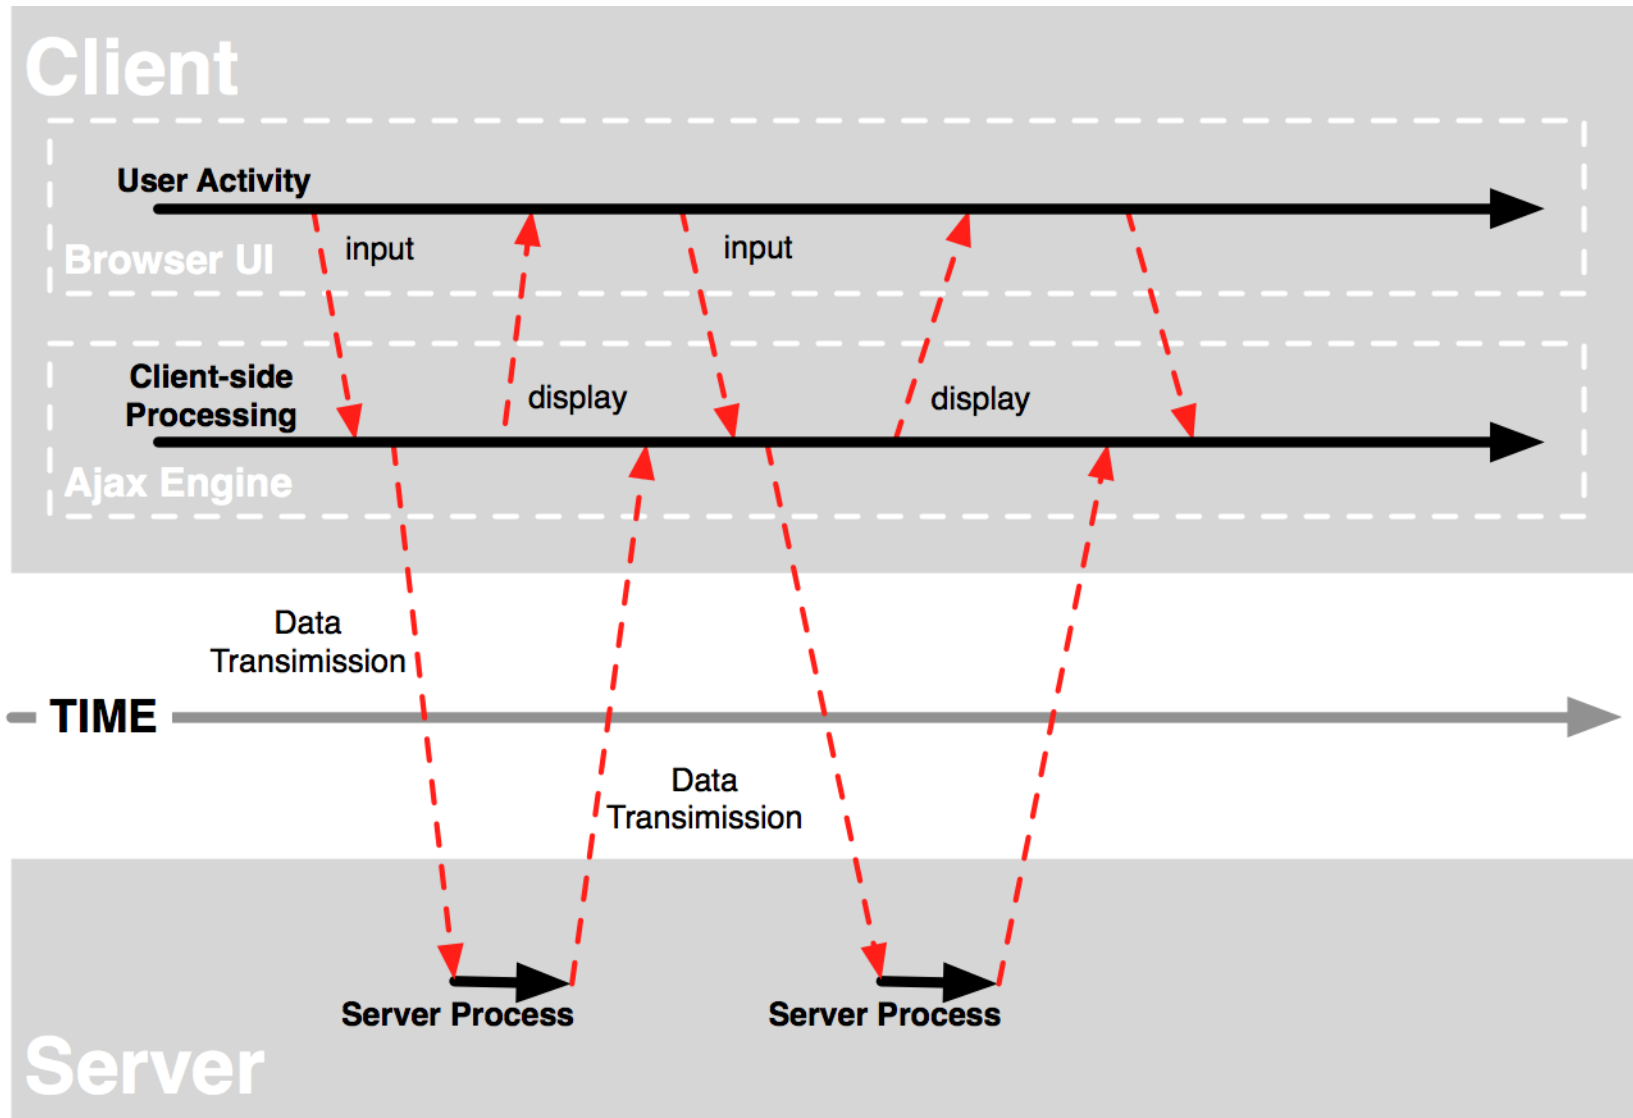 Client
User Activity
input
input
Browser UI
Client-side
Processing
display
display
Ajax Engine
Data
Transimission
TIME
Data
Transimission
Server Process
Server Process
Server